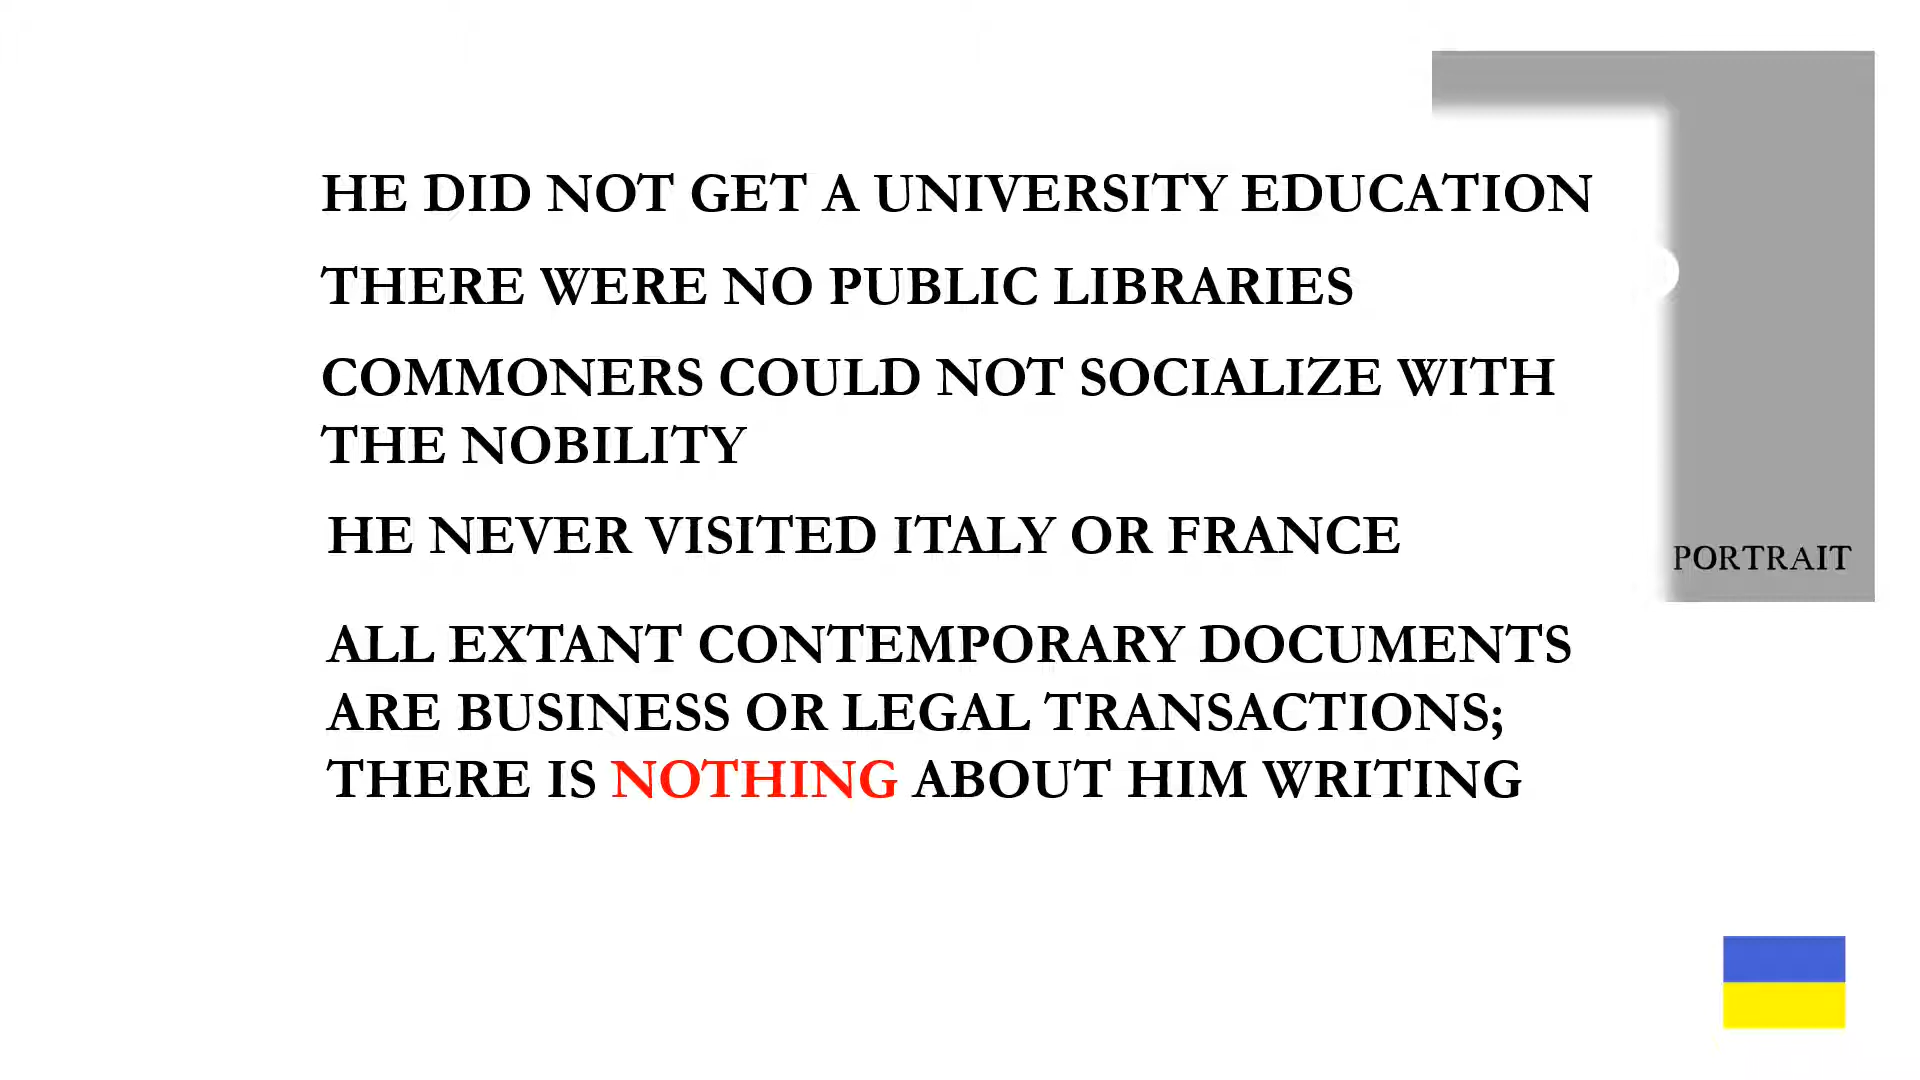 HE DID NOT GET A UNIVERSITY EDUCATION
THERE WERE NO PUBLIC LIBRARIES
COMMONERS COULD NOT SOCIALIZE WITH
THE NOBILITY
HE NEVER VISITED ITALY OR FRANCE
PORTRAIT
ALL EXTANT CONTEMPORARY DOCUMENTS
ARE BUSINESS OR LEGAL TRANSACTIONS;
THERE IS NOTHING ABOUT HIM WRITING